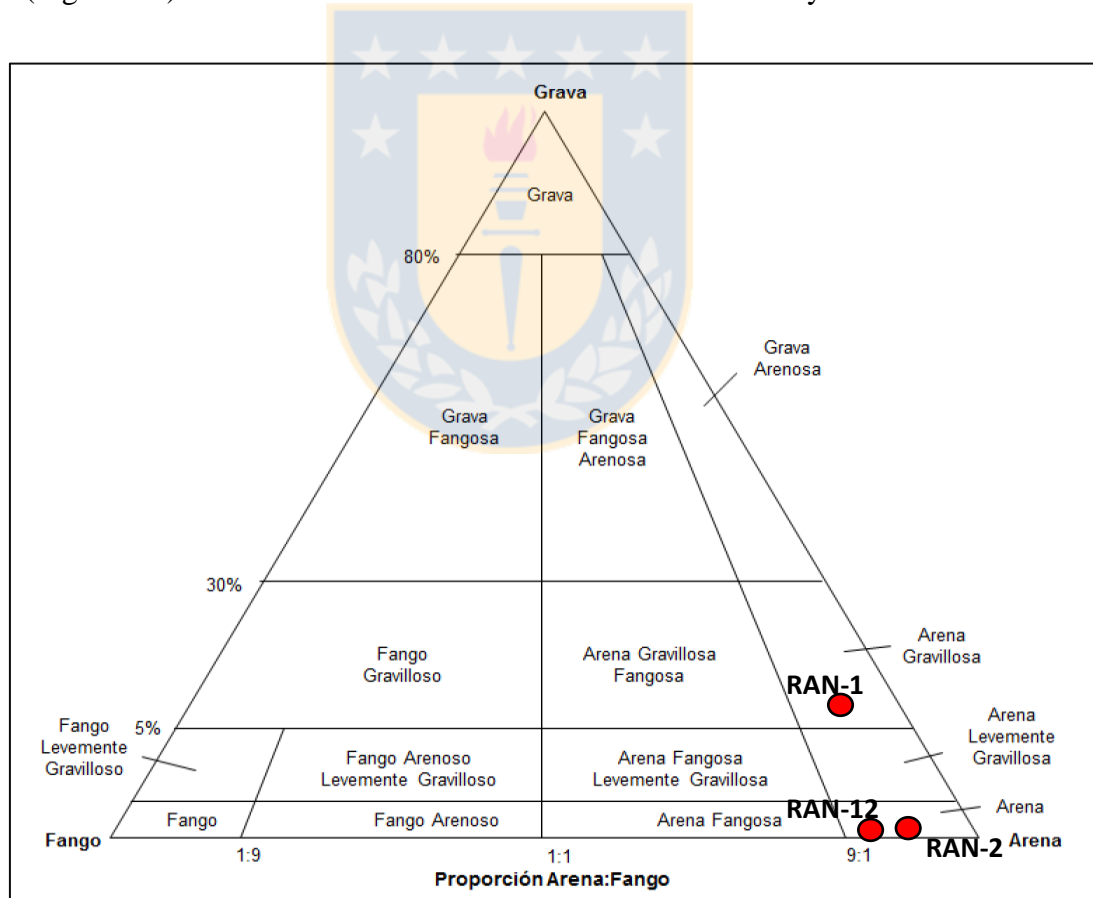 Grava
Grava
80%
Grava
Arenosa
Grava
Fangosa
Grava
Fangosa
Arenosa
30%
Fango
Gravilloso
Arena Gravillosa
Fangosa
Arena
Gravillosa
RAN-1
5%
Fango
Levemente
Gravilloso
Fango Arenoso
Levemente Gravilloso
Arena Fangosa
Levemente Gravillosa
Arena
Levemente
Gravillosa
Fango
Fango
Fango Arenoso
Arena Fangosa
RAN-12
RAN-2
Arena
Arena
1:9
1:1
9:1
Proporción Arena:Fango